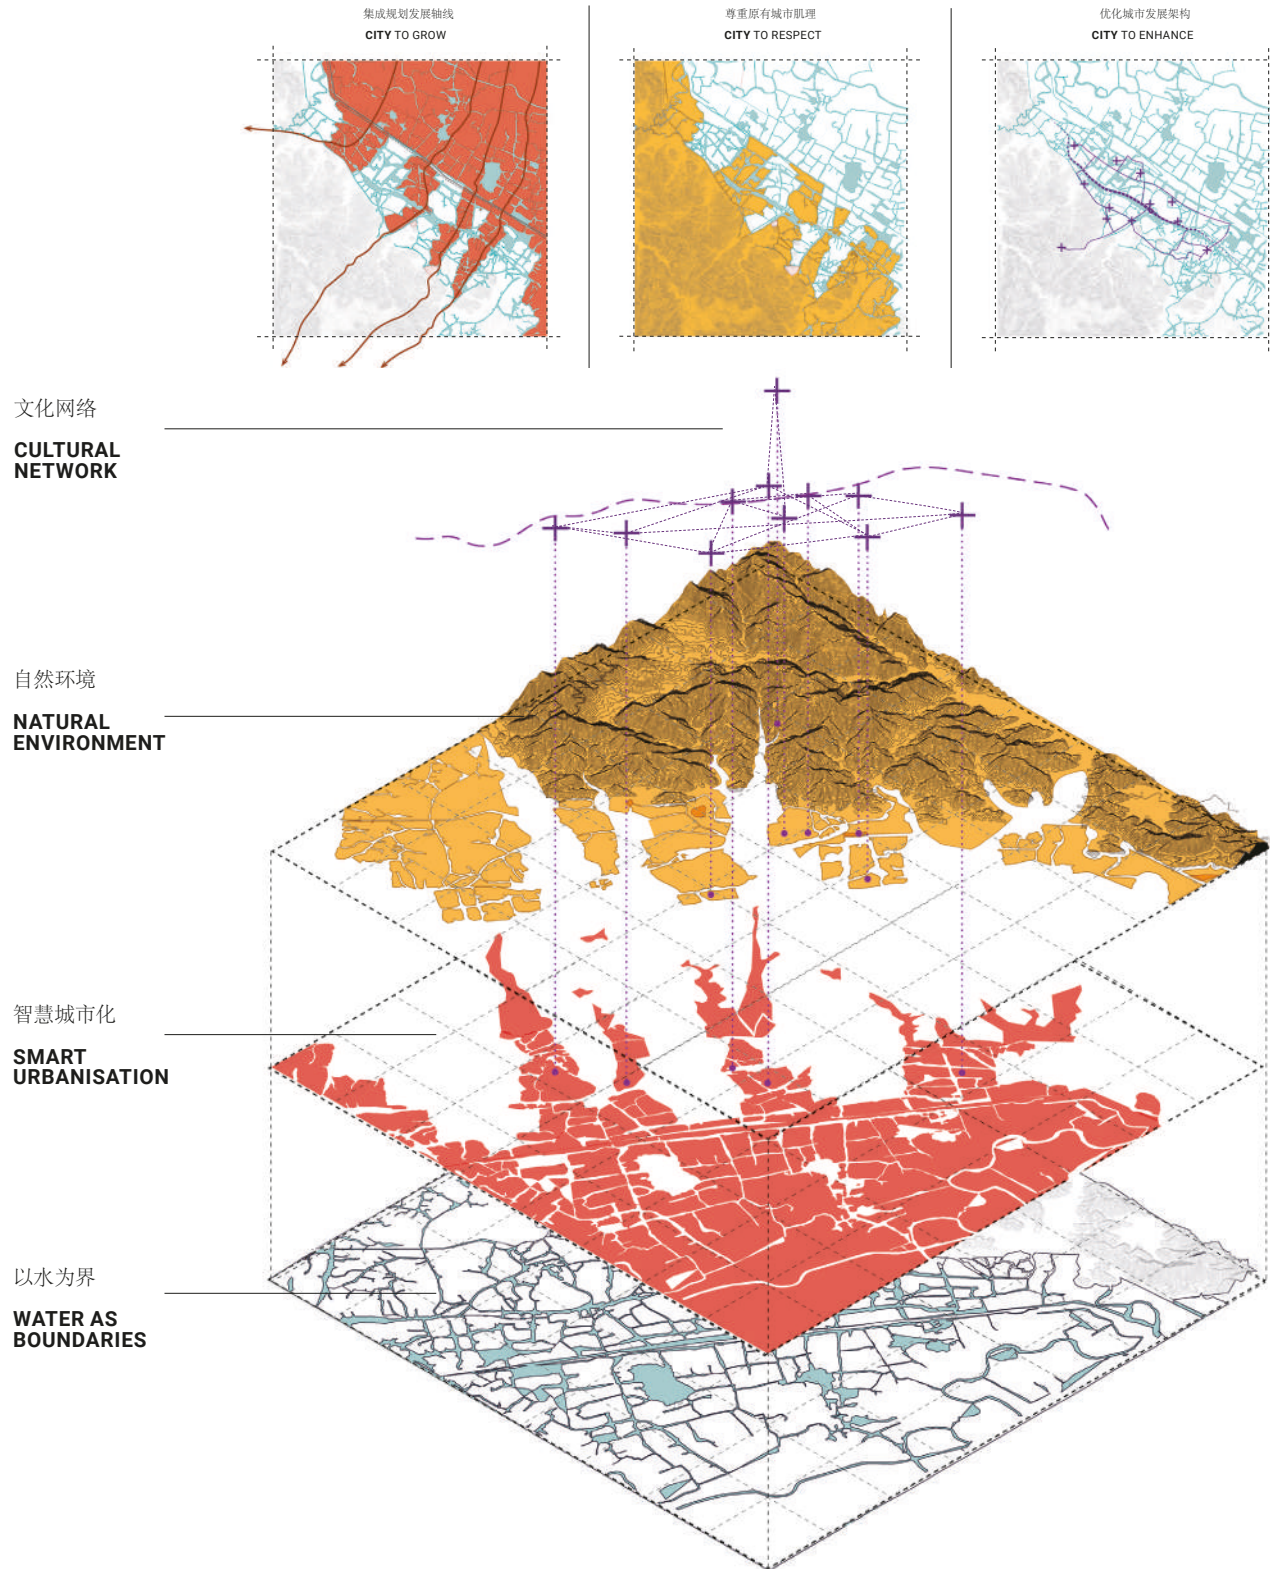 集成规划发展轴线
CITY TO GROW
尊重原有城市肌理
CITY TO RESPECT
优化城市发展架构
CITY TO ENHANCE
文化网络
CULTURAL
NETWORK
自然环境
NATURAL
ENVIRONMENT
智慧城市化
SMART
URBANISATION
以水为界
WATER AS
BOUNDARIES